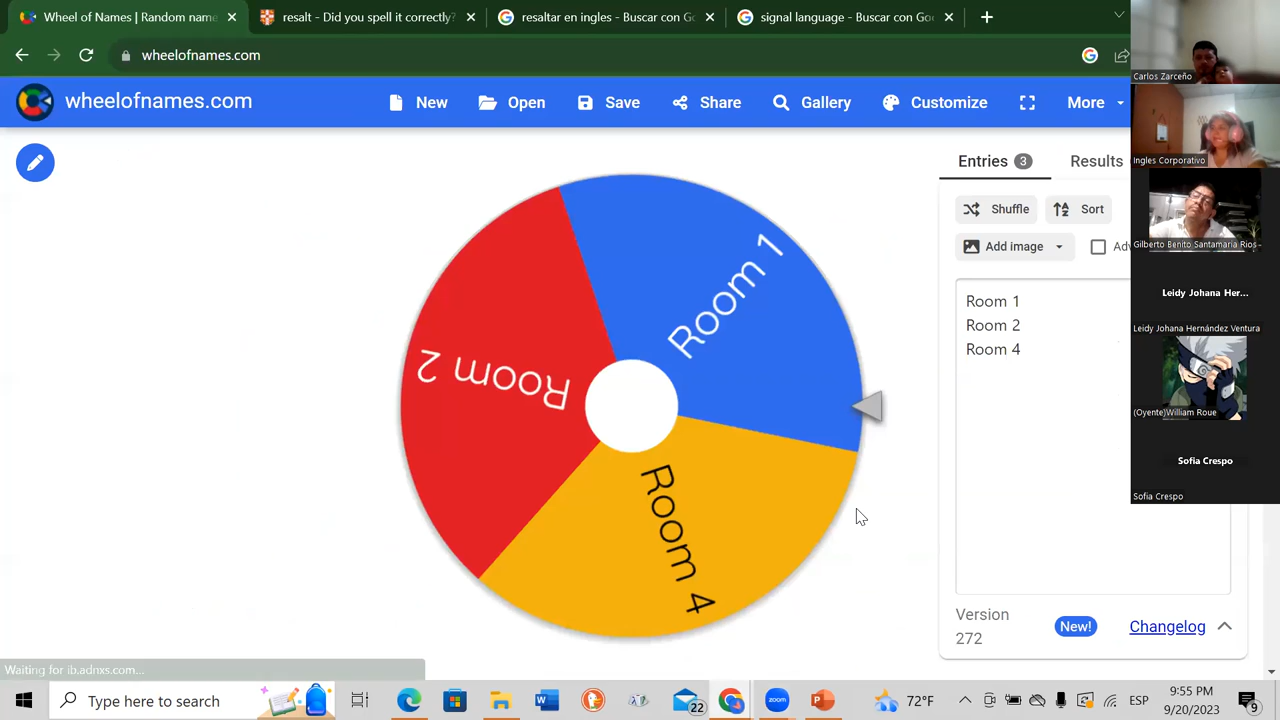 Wheel of Names | Random name
resalt - Did you spell it correctly?
resaltar en ingles - Buscar con G
signal language - Buscar con Goo
wheelofnames.com
wheelofnames.com
New
Open
Save
Share
Gallery
Customize
More
Entries 3
Results
Shuffle
Sort
Add image
Room 1
Room 2
Room 4
Room 1
Room 2
Room 4
Version
272
New!
Changelog
Carlos Zarceño
Ingles Corporativo
Gilberto Benito Santamaría Rios -
Leidy Johana Her...
Leidy Johana Hernández Ventura
(Oyente)William Roue
Sofia Crespo
Sofia Crespo
Waiting for ib.adnxs.com...
Type here to search
W
22
zoom
72°F
ESP
9:55 PM
9/20/2023
9